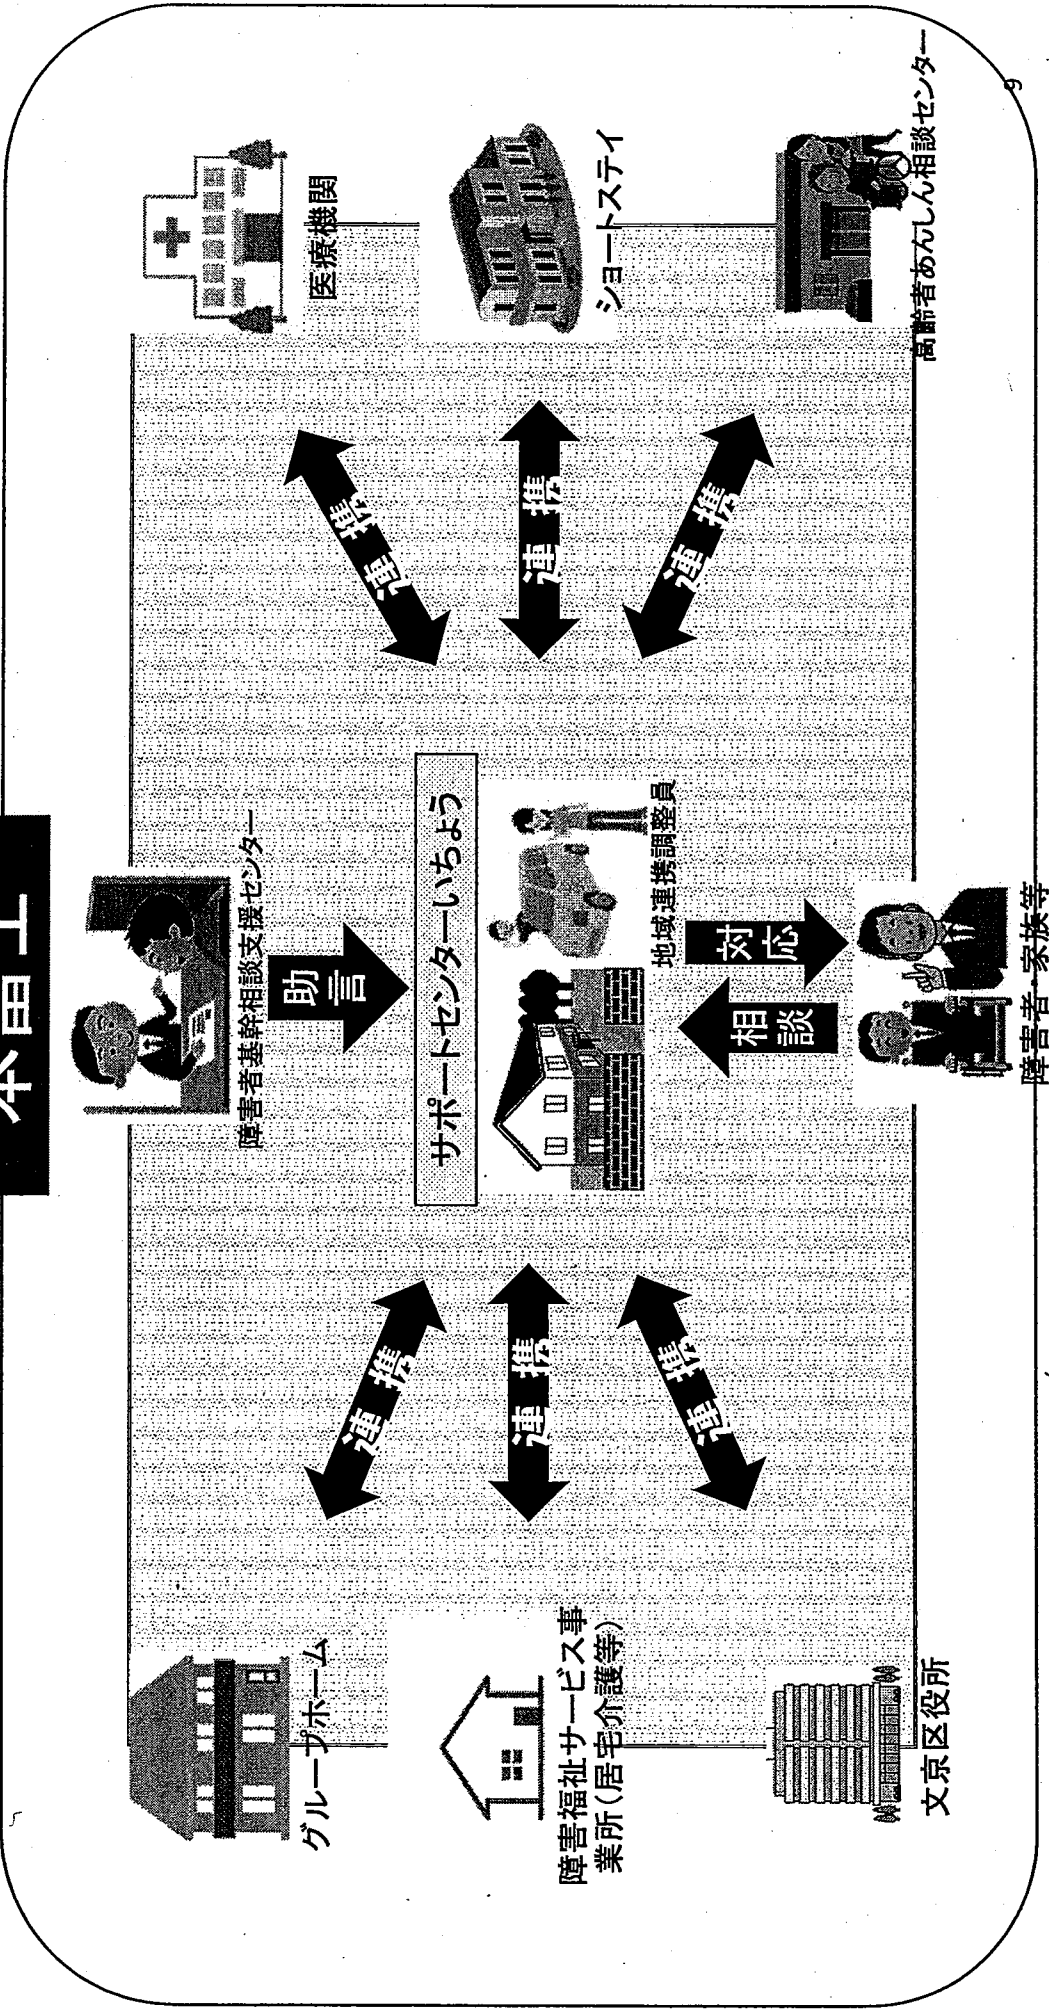 障害者基幹相談支援センター
助言
グループホーム
医療機関
連携
連携
サポートセンターいちょう
障害福祉サービス事
業所(居宅介護等)
連携
連携
ショートステイ
地域連携調整員
連携
連携
相談
対応
文京区役所
高齢者あんしん相談センター
障害者・家族等
9